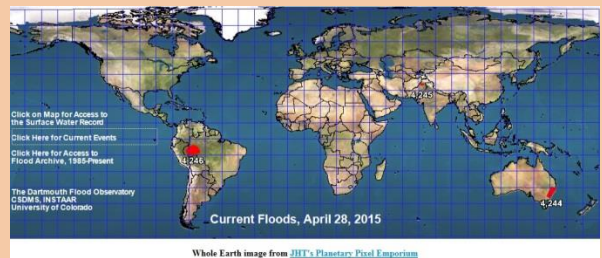 Click on Map for Access to
the Surface Water Record
Click Here for Current Events
Click Here for Access to
Flood Archive, 1985-Present
The Dartmouth Flood Observatory
CSDMS, INSTAAR
University of Colorado
4,245
4,246
4,244
Current Floods, April 28, 2015
Whole Earth image from JHT's Planetary Pixel Emporium